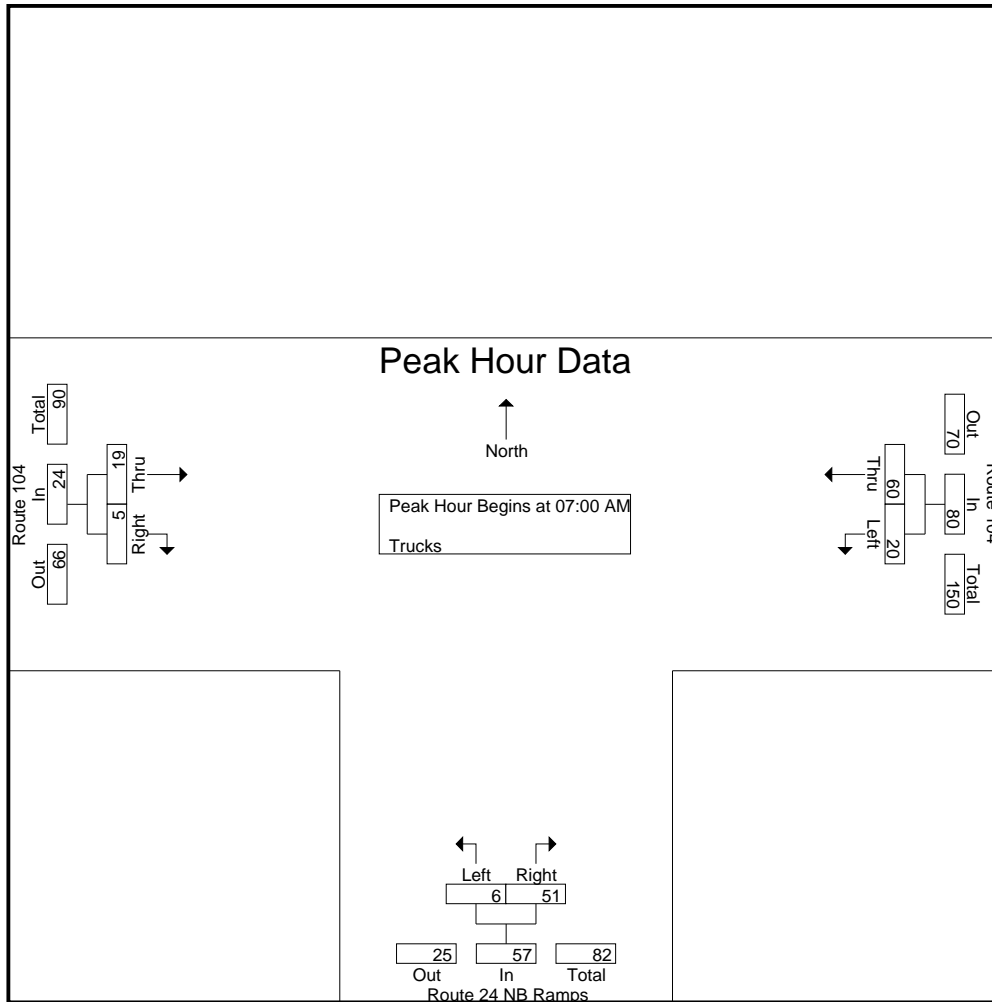 Peak Hour Data
North
Peak Hour Begins at 07:00 AM
Trucks
Route 104
Total
90
In
24
Out
66
19
Thru
5
Right
Out
70
In
80
Total
150
Route 104
Thru
60
Left
20
Left
Right
6
51
25
57
82
Out
In
Total
Route 24 NB Ramps